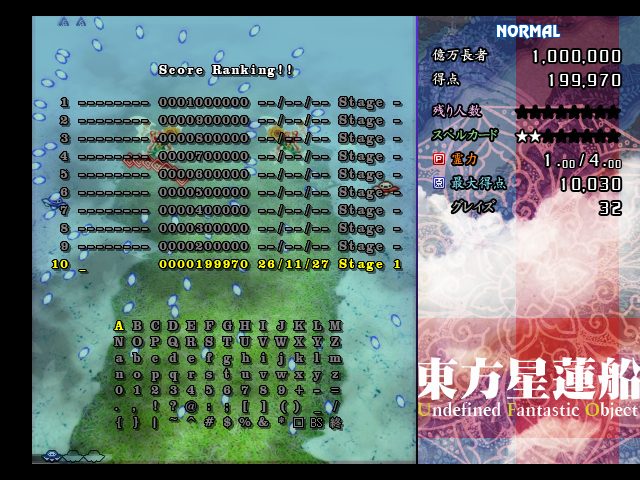 Score Ranking!!
1 -------- 0001000000 --/--/-- Stage -
2 -------- 0000900000 --/--/-- Stage -
3 -------- 0000800000 --/--/-- Stage -
4 -------- 0000700000 --/--/-- Stage -
5 -------- 0000600000 --/--/-- Stage -
6 -------- 0000500000 --/--/-- Stage -
7 -------- 0000400000 --/--/-- Stage -
8 -------- 0000300000 --/--/-- Stage -
9 -------- 0000200000 --/--/-- Stage -
10 _ 0000199970 26/11/27 Stage 1
A B C D E F G H I J K L M
N O P Q R S T U V W X Y Z
a b c d e f g h i j k l m
n o p q r s t u v w x y z
0 1 2 3 4 5 6 7 8 9 + - =
. , ! ? @ : ; [ ] ( ) _ /
{ } | ~ ^ # $ % & * □ BS 終
NORMAL
億万長者 1,000,000
得点 199,970
残り人数
スペルカード
P 霊力 1.00/4.00
点 最大得点 10,030
グレイズ 32
東方星蓮船
Undefined Fantastic Object